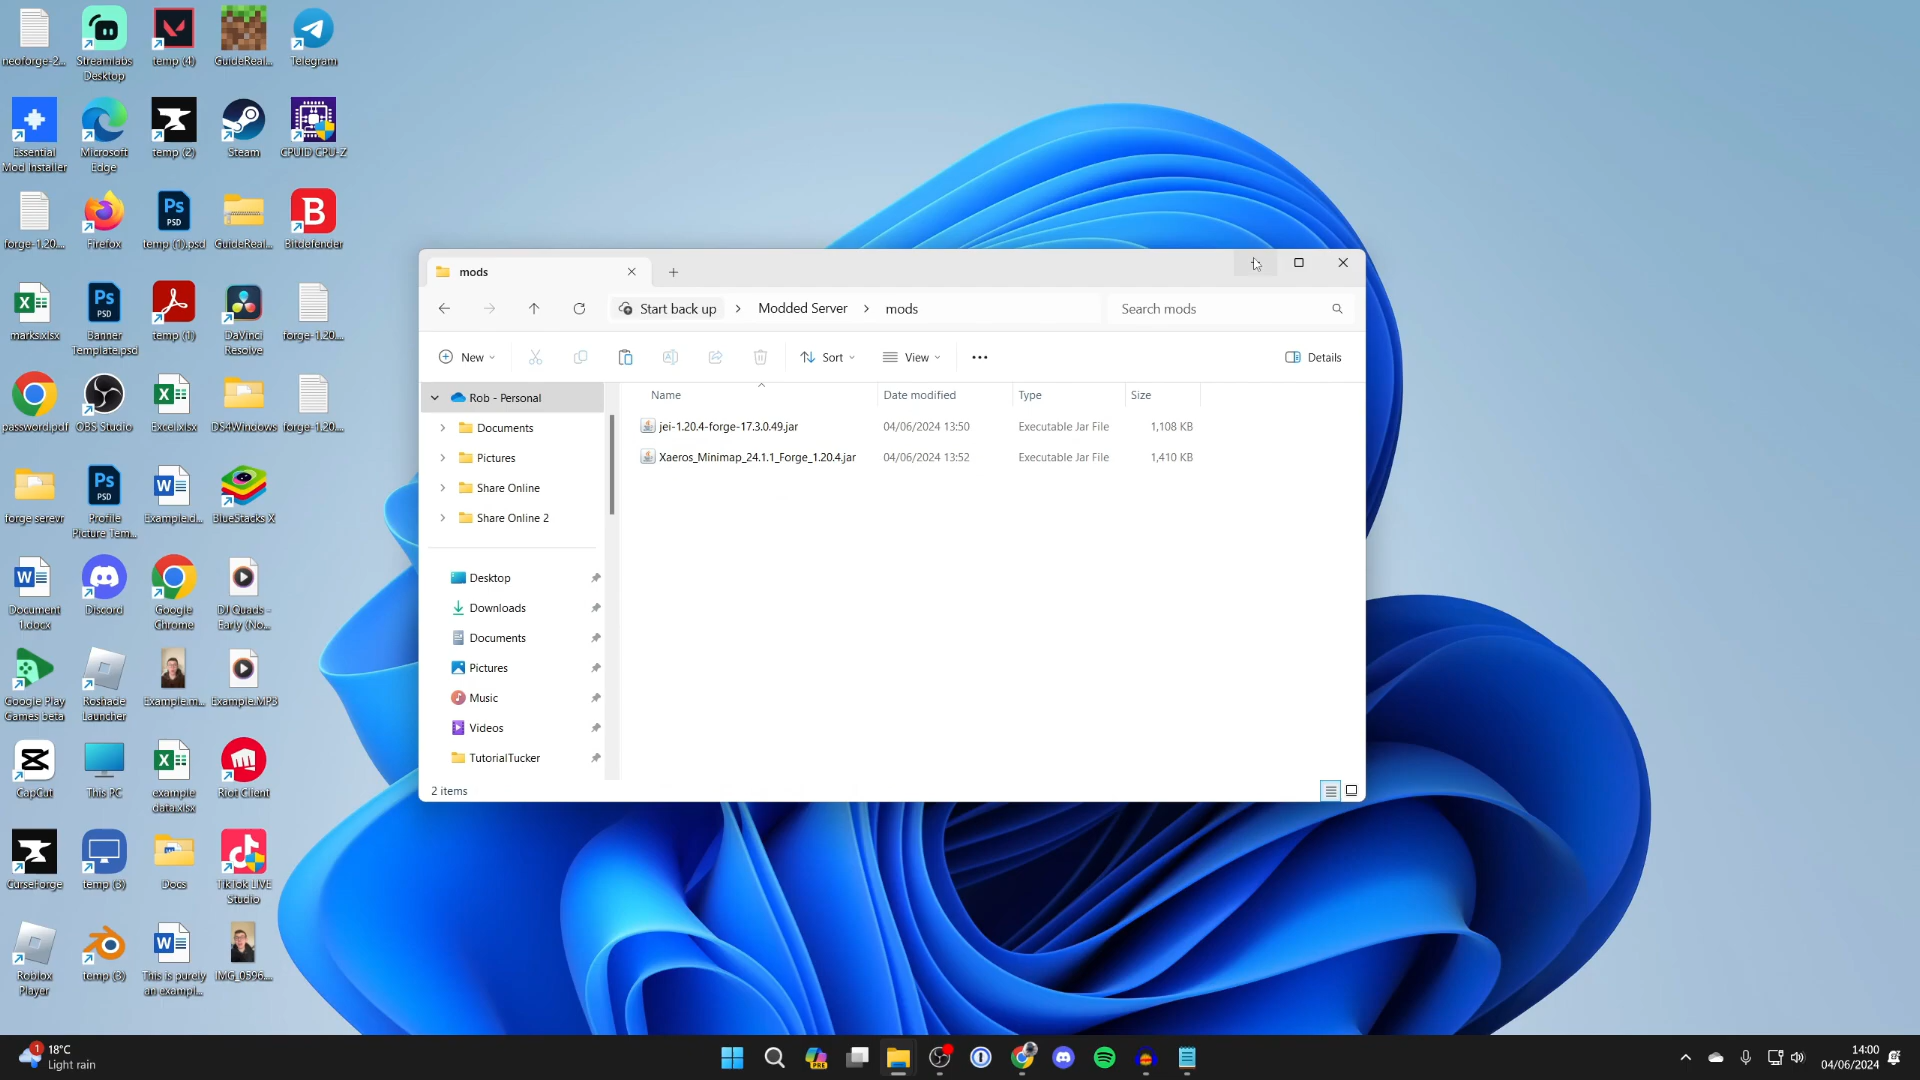 neoforge-2...
Streamlabs Desktop
temp (4)
GuideReal...
Telegram
Essential Mod Installer
Microsoft Edge
temp (2)
Steam
CPUID CPU-Z
forge-1.20...
Firefox
temp (1).psd
GuideReal...
Bitdefender
marks.xlsx
Banner Template.psd
temp (1)
DaVinci Resolve
forge-1.20...
password.pdf
OBS Studio
Excel.xlsx
DS4Windows
forge-1.20...
forge serevr
Profile Picture Tem...
Example.d...
BlueStacks X
Document 1.docx
Discord
Google Chrome
DJ Quads - Early (No...
Google Play Games beta
Roshade Launcher
Example.m...
Example.MP3
CapCut
This PC
example data.xlsx
Riot Client
CurseForge
temp (3)
Docs
TikTok LIVE Studio
Roblox Player
temp (3)
This is purely an exampl...
IMG_0596...
mods
Start back up > Modded Server > mods
Search mods
New
Sort
View
Details
Rob - Personal
Documents
Pictures
Share Online
Share Online 2
Desktop
Downloads
Documents
Pictures
Music
Videos
TutorialTucker
Name Date modified Type Size
jei-1.20.4-forge-17.3.0.49.jar 04/06/2024 13:50 Executable Jar File 1,108 KB
Xaeros_Minimap_24.1.1_Forge_1.20.4.jar 04/06/2024 13:52 Executable Jar File 1,410 KB
2 items
1
18°C
Light rain
PRE
14:00
04/06/2024